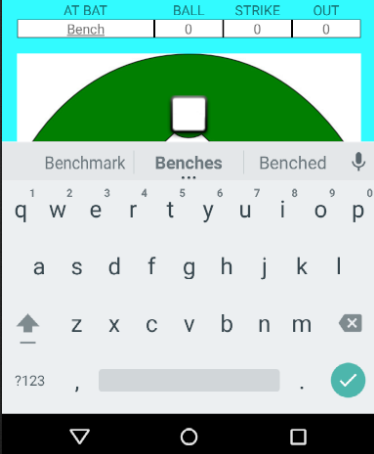 AT BAT BALL STRIKE OUT
Bench 0 0 0
Benchmark Benches Benched
1 2 3 4 5 6 7 8 9 0
q w e r t y u i o p
a s d f g h j k l
z x c v b n m
?123 , .